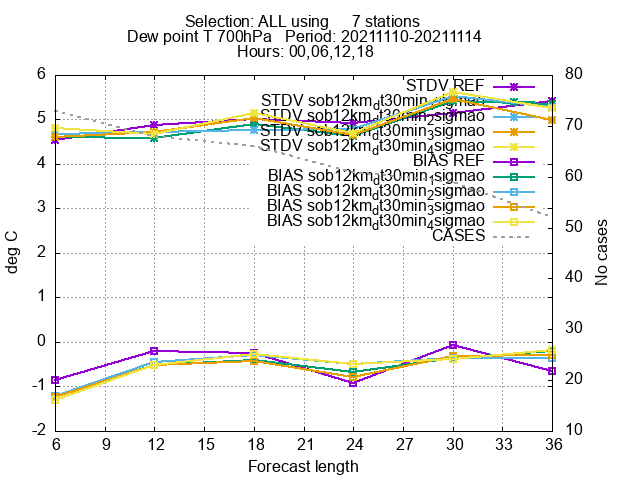 Selection: ALL using 7 stations
Dew point T 700hPa Period: 20211110-20211114
Hours: 00,06,12,18
STDV REF
STDV sob12km_dt30min_1sigmao
STDV sob12km_dt30min_2sigmao
STDV sob12km_dt30min_3sigmao
STDV sob12km_dt30min_4sigmao
BIAS REF
BIAS sob12km_dt30min_1sigmao
BIAS sob12km_dt30min_2sigmao
BIAS sob12km_dt30min_3sigmao
BIAS sob12km_dt30min_4sigmao
CASES
deg C
6
5
4
3
2
1
0
-1
-2
No cases
80
70
60
50
40
30
20
10
6 9 12 15 18 21 24 27 30 33 36
Forecast length